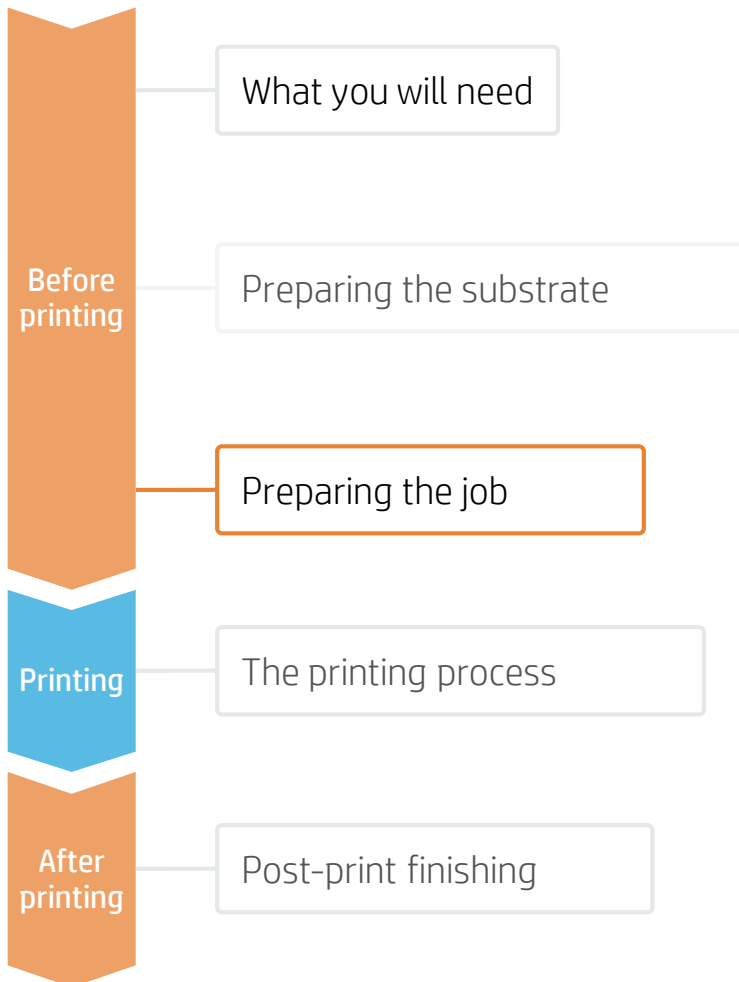 What you will need
Before
printing
Preparing the substrate
Preparing the job
Printing
The printing process
After
printing
Post-print finishing